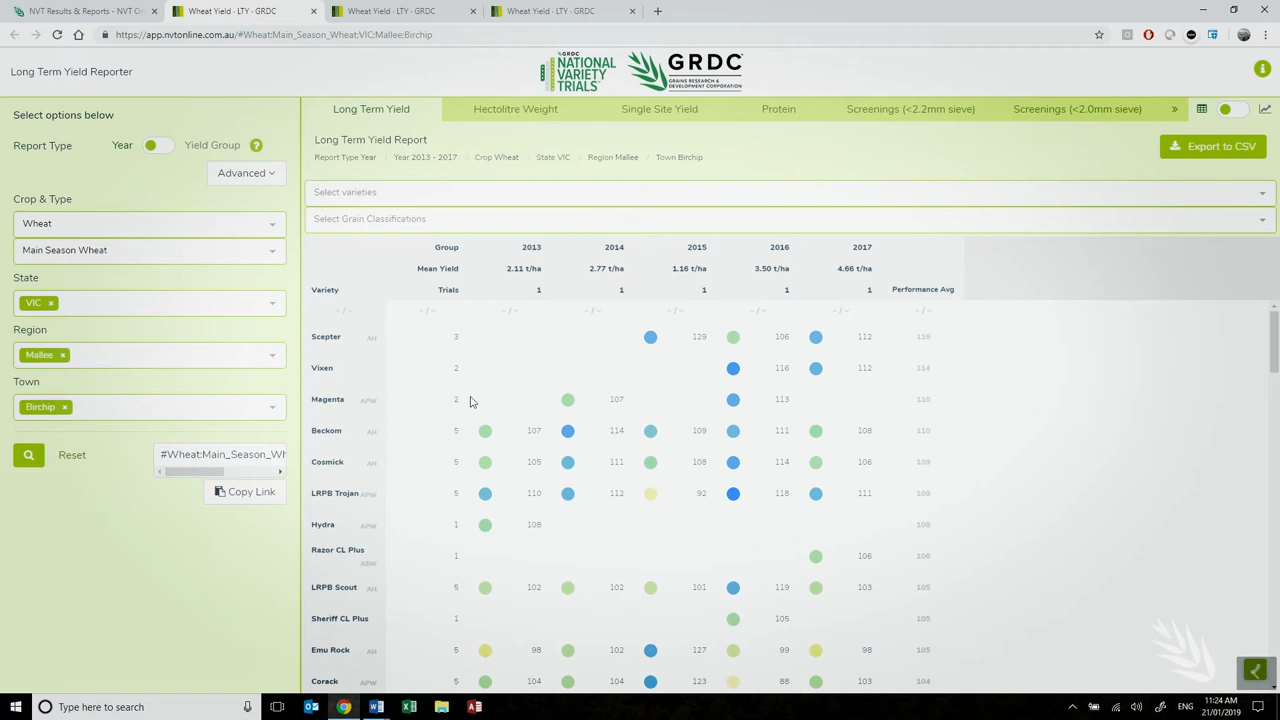 NVT Results - NVT On
Wheat Yield - LTY - GRDC
Wheat Yield - LTY - GRDC
Wheat Yield - LTY - GRDC
https://app.nvtonline.com.au/#Wheat:Main_Season_Wheat;VIC:Mallee:Birchip
Long Term Yield Reporter
GRDC
NATIONAL
VARIETY
TRIALS
GRDC
GRAINS RESEARCH &
DEVELOPMENT CORPORATION
Select options below
Report Type Year Yield Group ?
Advanced
Crop & Type
Wheat
Main Season Wheat
State
VIC ×
Region
Mallee ×
Town
Birchip ×
Reset #Wheat:Main_Season_Wh
Copy Link
Long Term Yield Hectolitre Weight Single Site Yield Protein Screenings (<2.2mm sieve) Screenings (<2.0mm sieve) »
Long Term Yield Report
Report Type Year / Year 2013 - 2017 / Crop Wheat / State VIC / Region Mallee / Town Birchip
Export to CSV
Select varieties
Select Grain Classifications
Group 2013 2014 2015 2016 2017
Mean Yield 2.11 t/ha 2.77 t/ha 1.16 t/ha 3.50 t/ha 4.66 t/ha
Variety Trials 1 1 1 1 1 Performance Avg
Scepter AH 3 129 106 112 116
Vixen 2 116 112 114
Magenta APW 2 107 113 110
Beckom AH 5 107 114 109 111 108 110
Cosmick AH 5 105 111 108 114 106 109
LRPB Trojan APW 5 110 112 92 118 111 109
Hydra APW 1 108 108
Razor CL Plus ASW 1 106 106
LRPB Scout AH 5 102 102 101 119 103 105
Sheriff CL Plus 1 105 105
Emu Rock AH 5 98 102 127 99 98 105
Corack APW 5 104 104 123 88 103 104
Type here to search
11:24 AM
21/01/2019